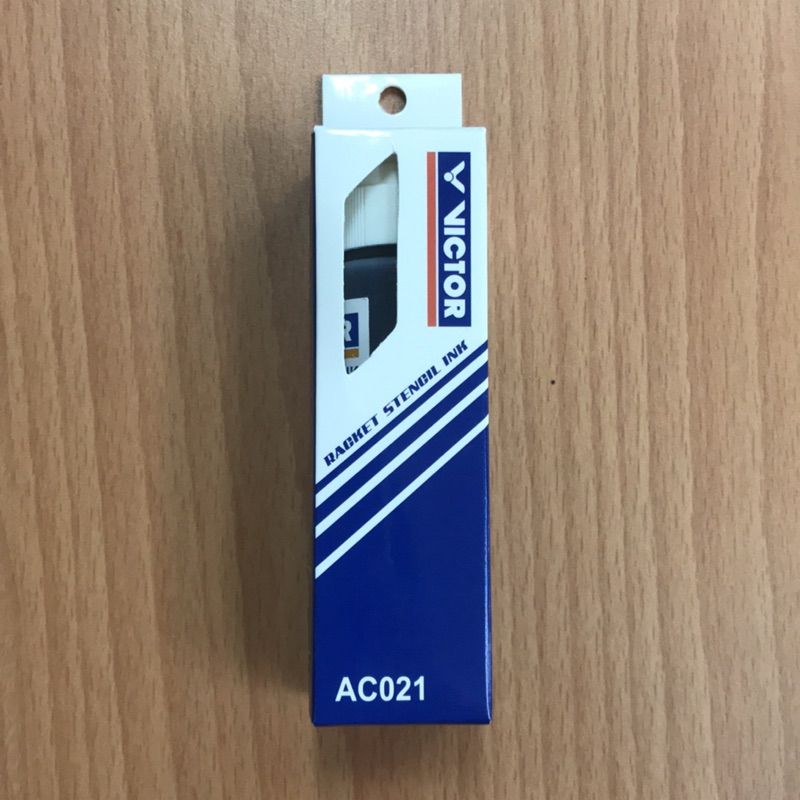 VICTOR
RACKET STENCIL INK
R
AC021